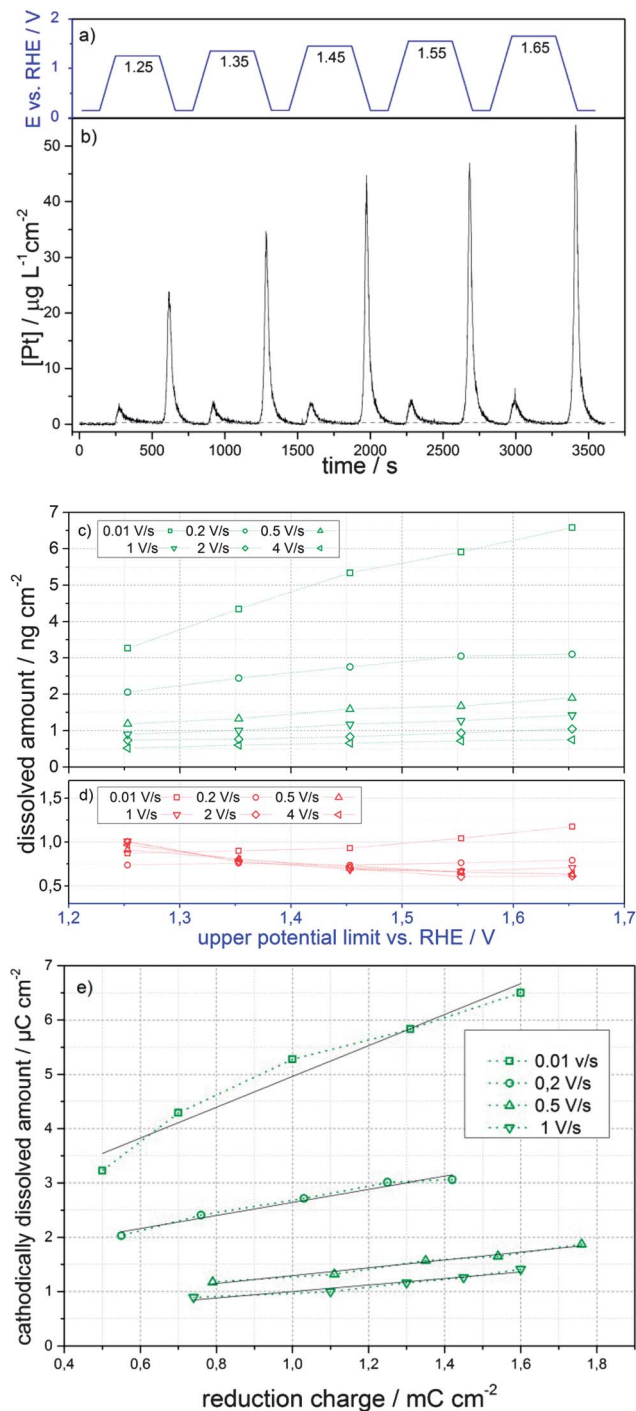 a)
E vs. RHE / V
2
1
0
1.25 1.35 1.45 1.55 1.65
b)
[Pt] / µg L⁻¹cm⁻²
50
40
30
20
10
0
0 500 1000 1500 2000 2500 3000 3500
time / s
c)
0.01 V/s 0.2 V/s 0.5 V/s
1 V/s 2 V/s 4 V/s
7
6
5
4
3
2
1
0
dissolved amount / ng cm⁻²
d)
0.01 V/s 0.2 V/s 0.5 V/s
1 V/s 2 V/s 4 V/s
1,5
1,0
0,5
1,2 1,3 1,4 1,5 1,6 1,7
upper potential limit vs. RHE / V
e)
cathodically dissolved amount / µC cm⁻²
7
6
5
4
3
2
1
0
0.01 v/s
0,2 V/s
0.5 V/s
1 V/s
0,4 0,6 0,8 1,0 1,2 1,4 1,6 1,8
reduction charge / mC cm⁻²